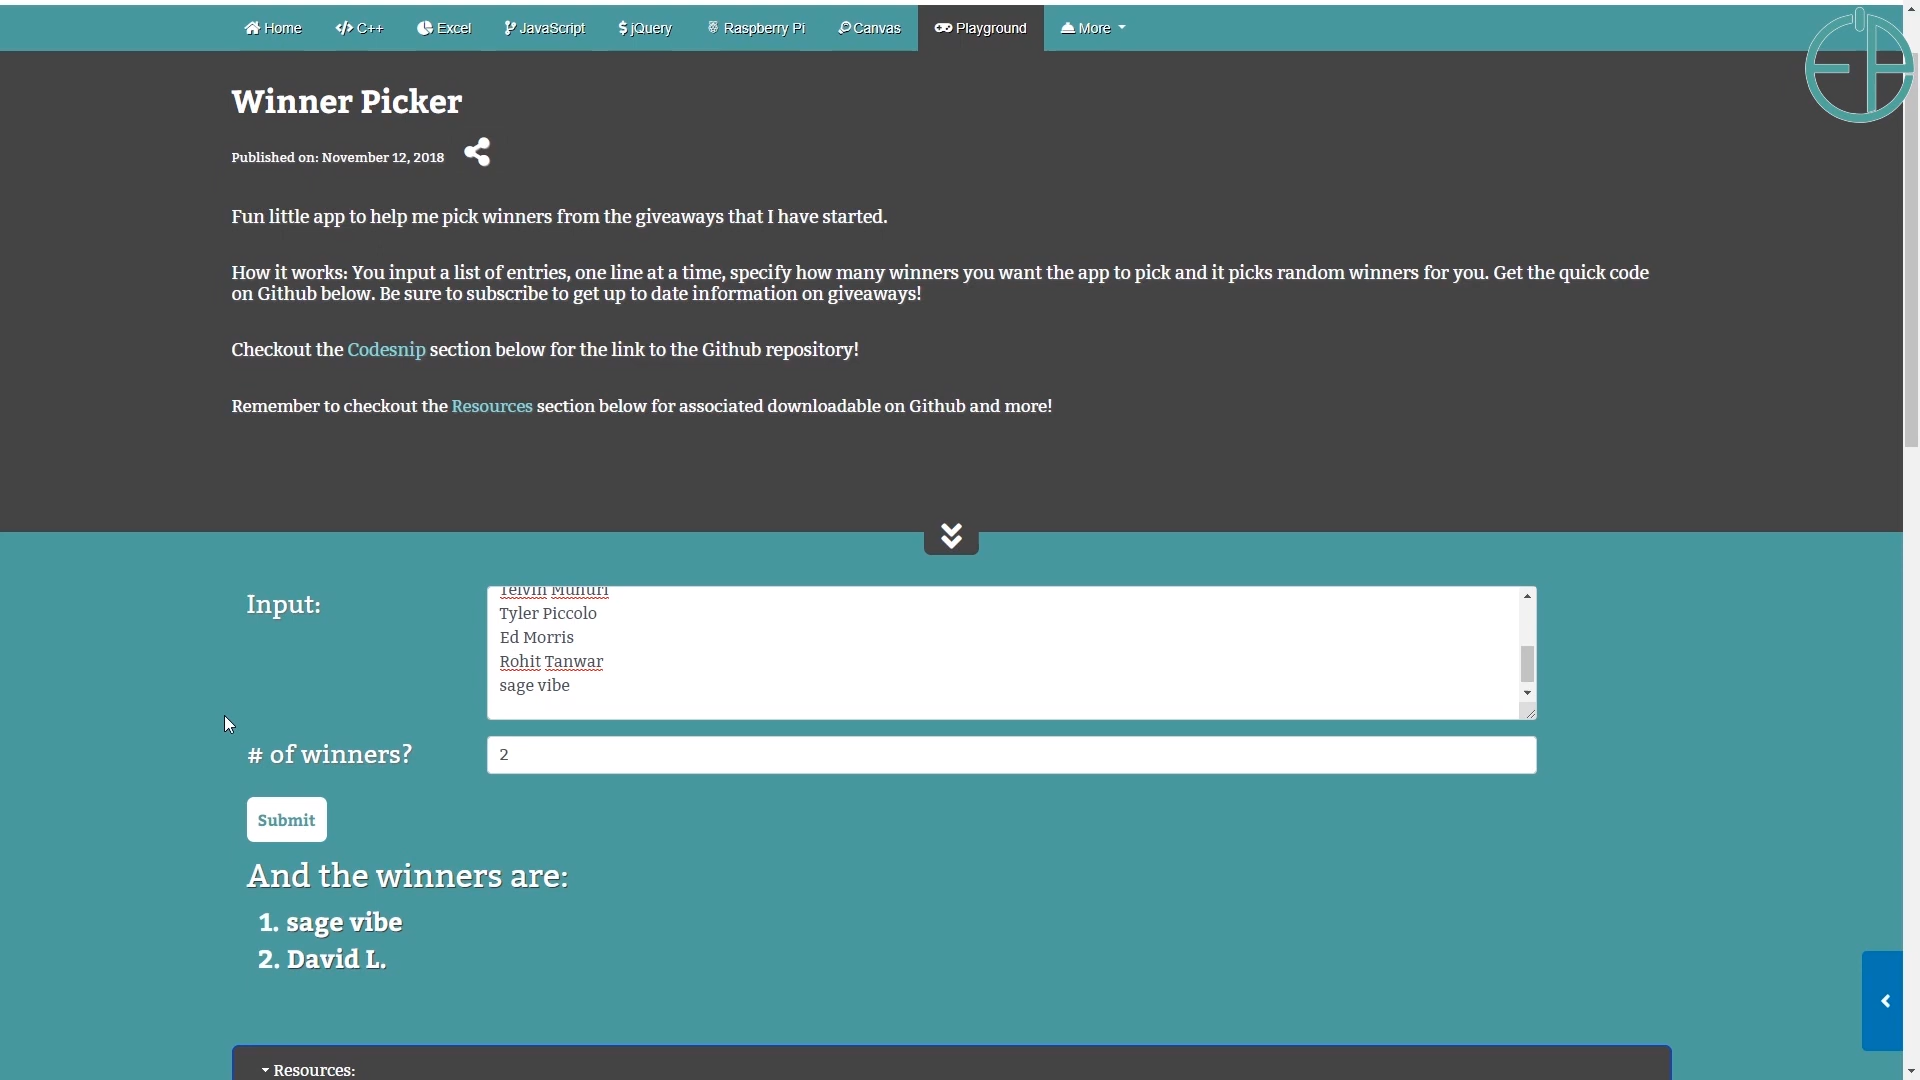 Home C++ Excel JavaScript jQuery Raspberry Pi Canvas Playground More
Winner Picker
Published on: November 12, 2018
Fun little app to help me pick winners from the giveaways that I have started.
How it works: You input a list of entries, one line at a time, specify how many winners you want the app to pick and it picks random winners for you. Get the quick code
on Github below. Be sure to subscribe to get up to date information on giveaways!
Checkout the Codesnip section below for the link to the Github repository!
Remember to checkout the Resources section below for associated downloadable on Github and more!
Input:
Tyler Piccolo
Ed Morris
Rohit Tanwar
sage vibe
# of winners?
2
Submit
And the winners are:
1. sage vibe
2. David L.
Resources: